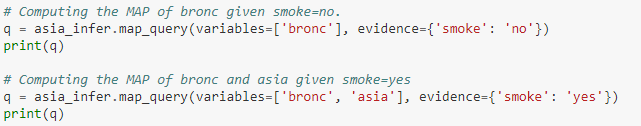 # Computing the MAP of bronc given smoke=no.
q = asia_infer.map_query(variables=['bronc'], evidence={'smoke': 'no'})
print(q)
# Computing the MAP of bronc and asia given smoke=yes
q = asia_infer.map_query(variables=['bronc', 'asia'], evidence={'smoke': 'yes'})
print(q)